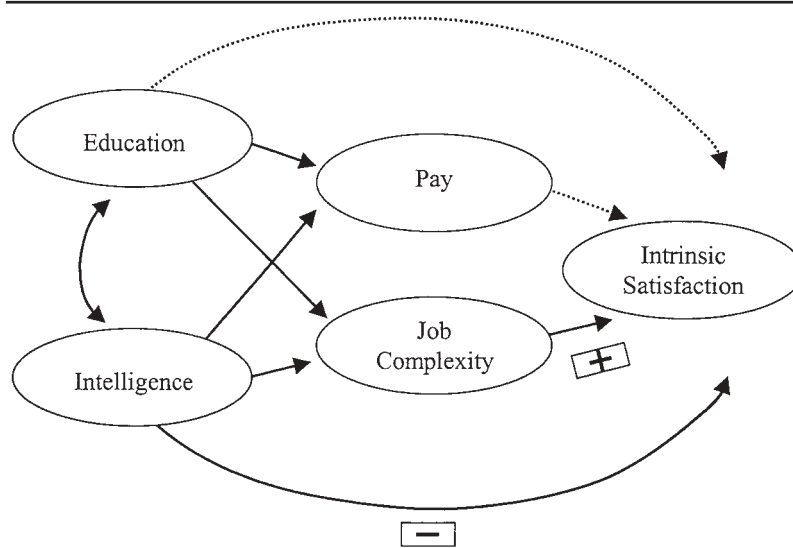 Education
Pay
Intrinsic
Satisfaction
Job
Complexity
+
Intelligence
−